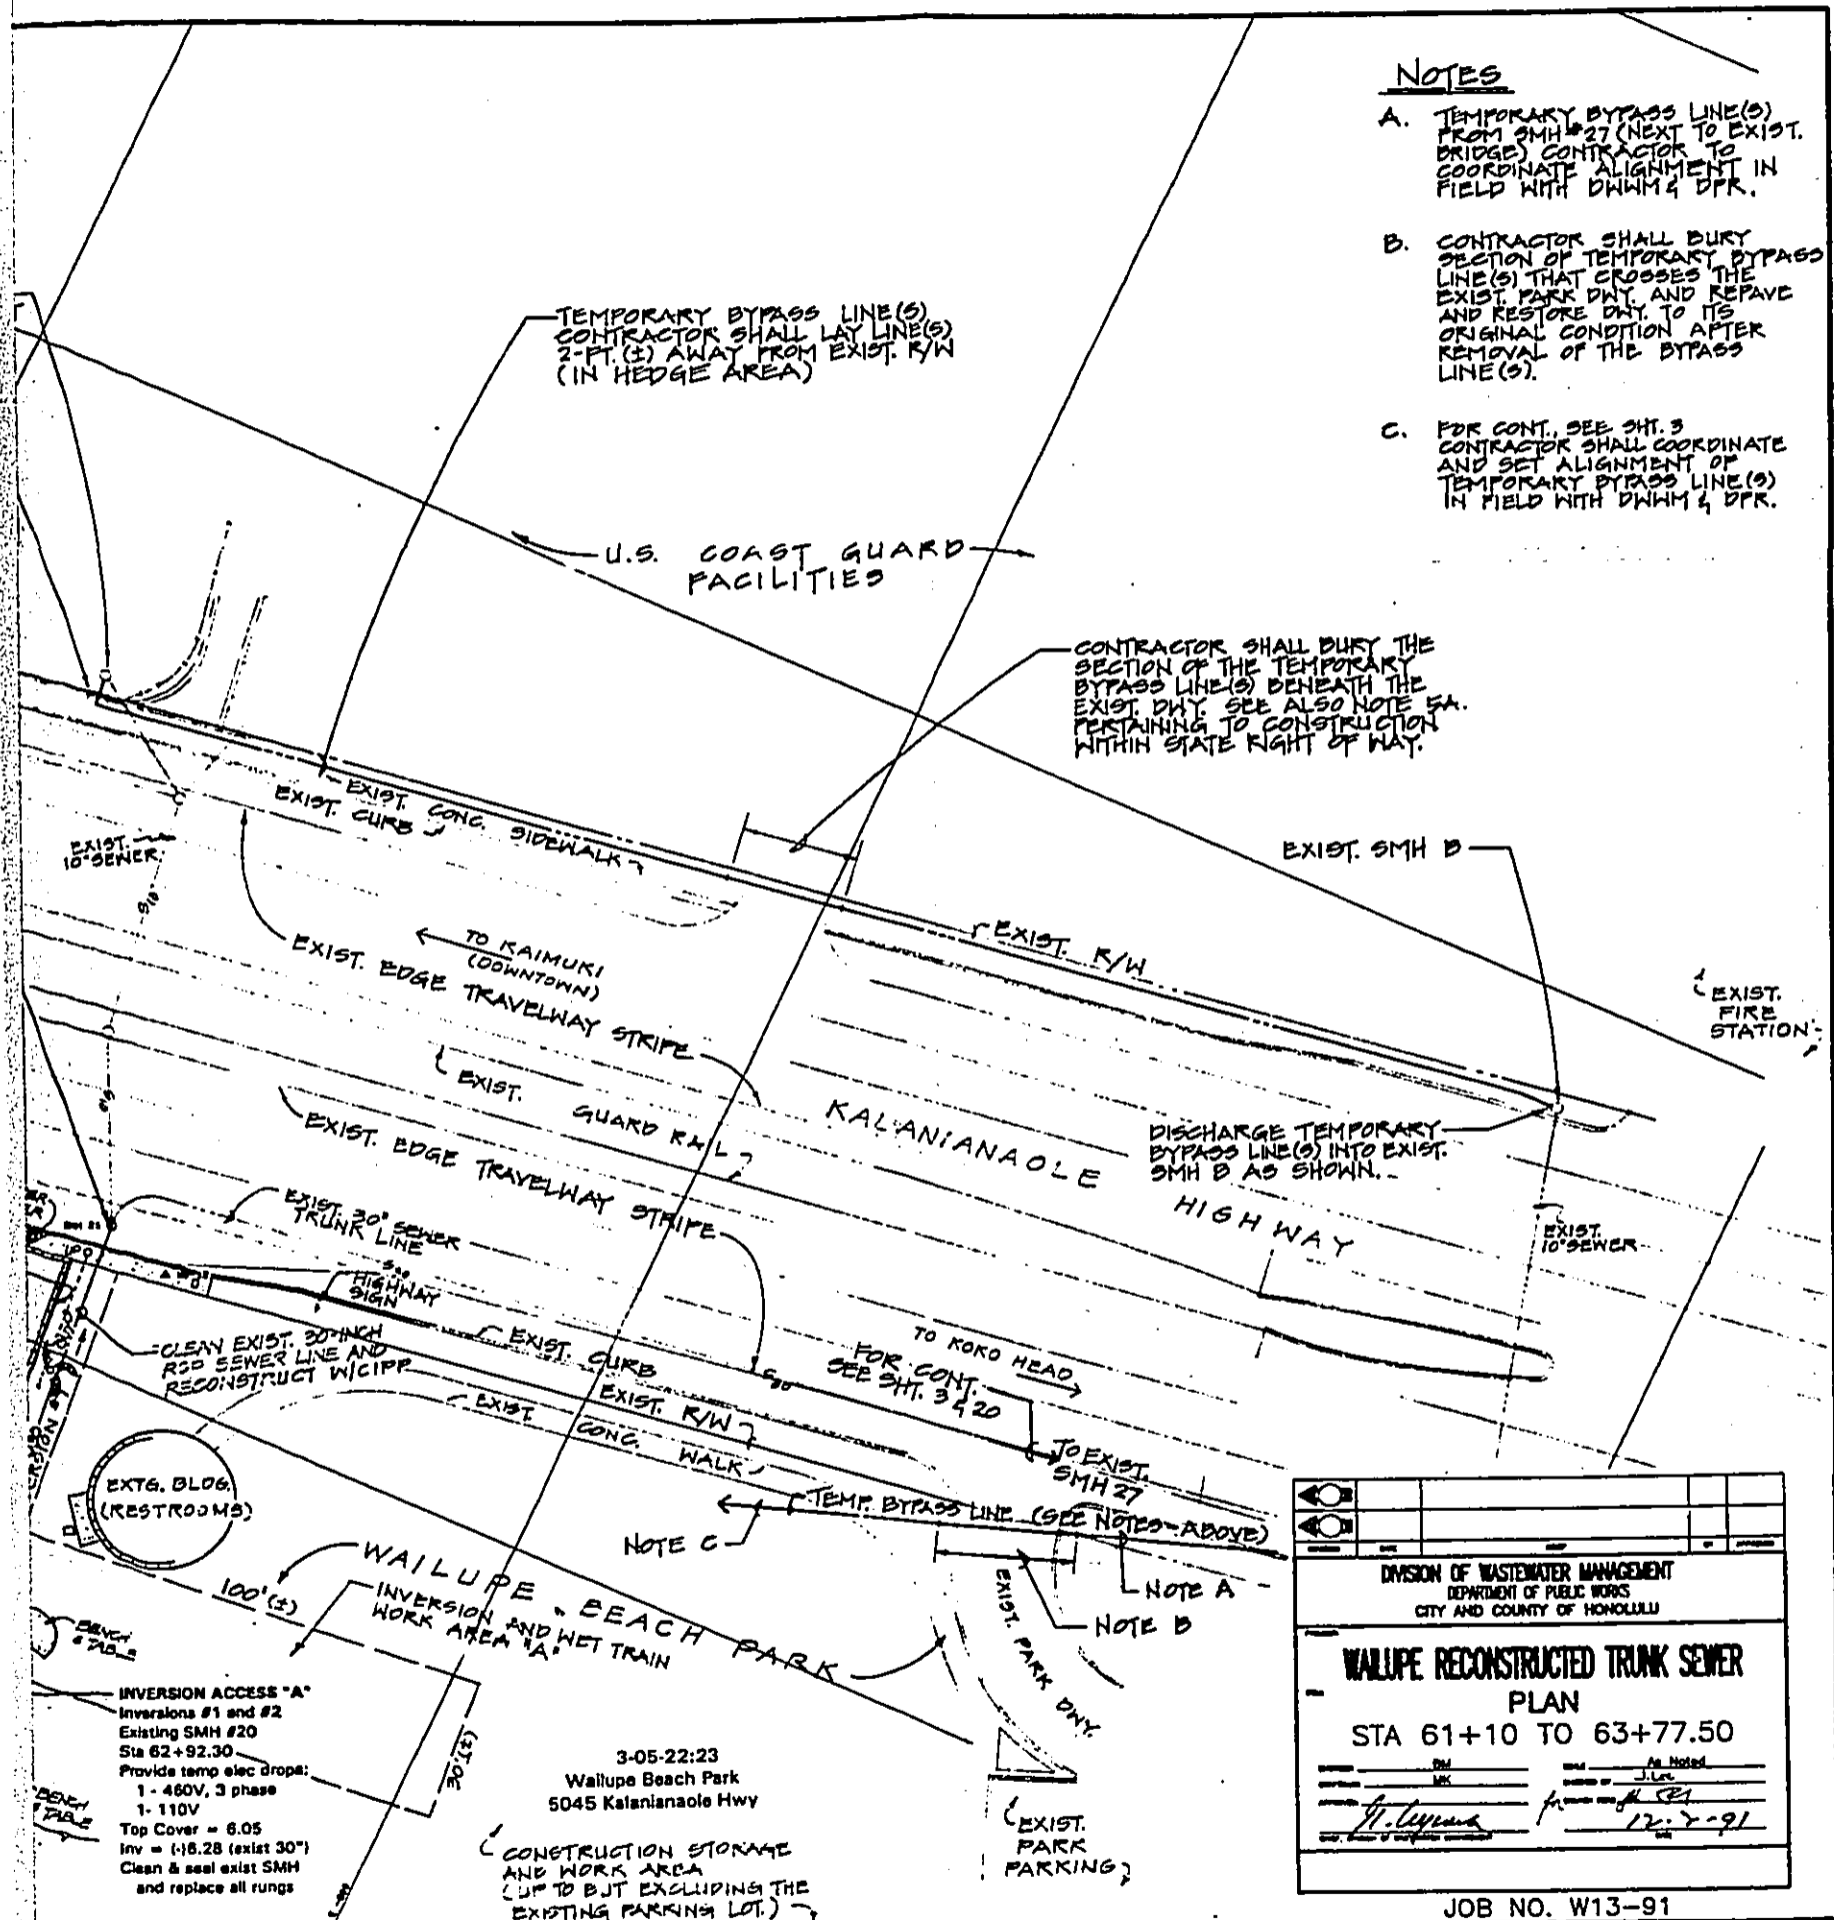 NOTES
A. TEMPORARY BYPASS LINE(S)
FROM SMH #27 (NEXT TO EXIST.
BRIDGE) CONTRACTOR TO
COORDINATE ALIGNMENT IN
FIELD WITH DWWM & DPR.
B. CONTRACTOR SHALL BURY
SECTION OF TEMPORARY BYPASS
LINE(S) THAT CROSSES THE
EXIST. PARK DWY. AND REPAVE
AND RESTORE DWY. TO ITS
ORIGINAL CONDITION AFTER
REMOVAL OF THE BYPASS
LINE(S).
C. FOR CONT., SEE SHT. 3
CONTRACTOR SHALL COORDINATE
AND SET ALIGNMENT OF
TEMPORARY BYPASS LINE(S)
IN FIELD WITH DWWM & DPR.
TEMPORARY BYPASS LINE(S)
CONTRACTOR SHALL LAY LINE(S)
2-FT. (±) AWAY FROM EXIST. R/W
(IN HEDGE AREA)
U.S. COAST GUARD
FACILITIES
CONTRACTOR SHALL BURY THE
SECTION OF THE TEMPORARY
BYPASS LINE(S) BENEATH THE
EXIST. DWY. SEE ALSO NOTE 5A.
PERTAINING TO CONSTRUCTION
WITHIN STATE RIGHT OF WAY.
EXIST. CONC. SIDEWALK
EXIST. CURB
EXIST.
10" SEWER
S10"
EXIST. SMH B
TO KAIMUKI
(DOWNTOWN)
EXIST. R/W
EXIST. EDGE TRAVELWAY STRIPE
EXIST.
FIRE
STATION
EXIST. GUARD RAIL
KALANIANAOLE
HIGHWAY
DISCHARGE TEMPORARY
BYPASS LINE(S) INTO EXIST.
SMH B AS SHOWN.
EXIST. EDGE TRAVELWAY STRIPE
EXIST. 30" SEWER
TRUNK LINE
EXIST.
10" SEWER
HIGHWAY
SIGN
CLEAN EXIST. 30-INCH
RSD SEWER LINE AND
RECONSTRUCT W/CIPP
EXIST. CURB
TO KOKO HEAD
FOR CONT.
SEE SHT. 3 & 20
EXIST. R/W
EXIST. CONC. WALK
TO EXIST.
SMH 27
TEMP. BYPASS LINE (SEE NOTES-ABOVE)
EXTG. BLDG.
(RESTROOMS)
NOTE C
NOTE A
NOTE B
WAILUPE BEACH PARK
100'(±)
INVERSION AND WET TRAIN
WORK AREA "A"
EXIST. PARK DWY.
BENCH
INVERSION ACCESS "A"
Inversions #1 and #2
Existing SMH #20
Sta 62+92.30
Provide temp elec drops:
1 - 460V, 3 phase
1- 110V
Top Cover = 6.05
Inv = (-)6.28 (exist 30")
Clean & seal exist SMH
and replace all rungs
BENCH
TABLE
3-05-22:23
Wailupe Beach Park
5045 Kalanianaole Hwy
CONSTRUCTION STORAGE
AND WORK AREA
(UP TO BUT EXCLUDING THE
EXISTING PARKING LOT.)
EXIST.
PARK
PARKING
DIVISION OF WASTEWATER MANAGEMENT
DEPARTMENT OF PUBLIC WORKS
CITY AND COUNTY OF HONOLULU
WAILUPE RECONSTRUCTED TRUNK SEWER
PLAN
STA 61+10 TO 63+77.50
As Noted
J. Lee
JOB NO. W13-91